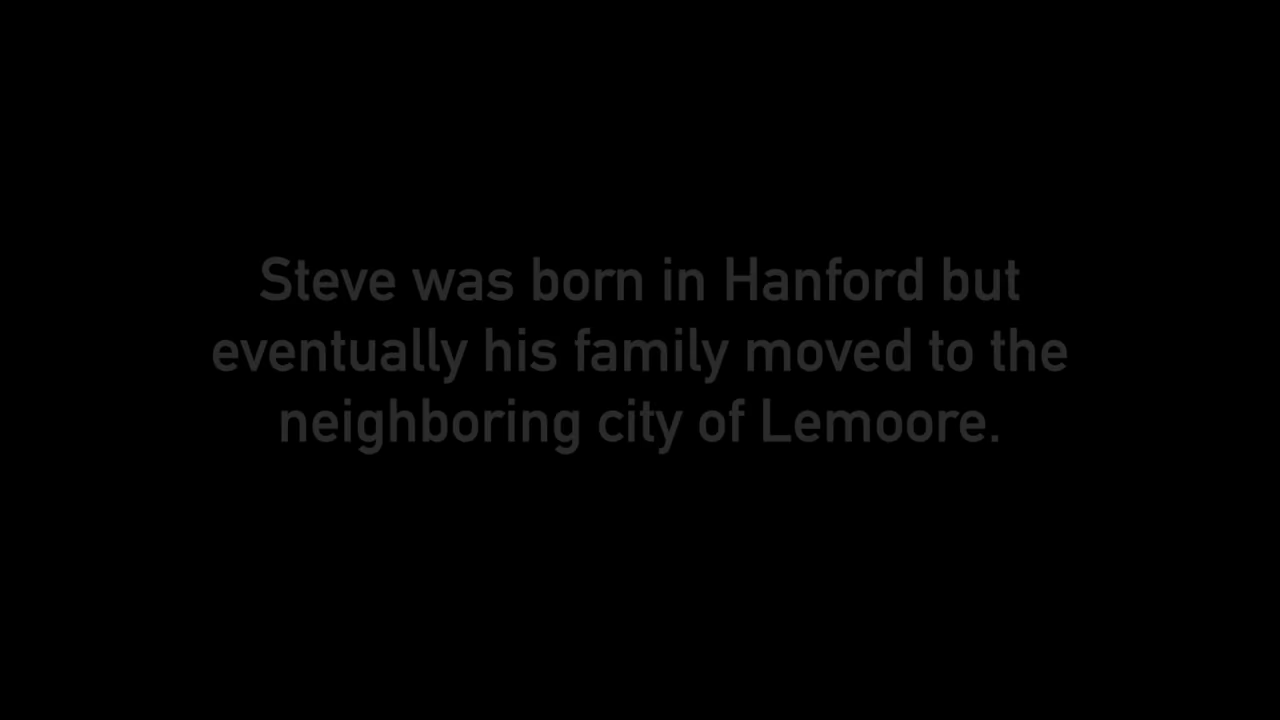 Steve was born in Hanford but
eventually his family moved to the
neighboring city of Lemoore.